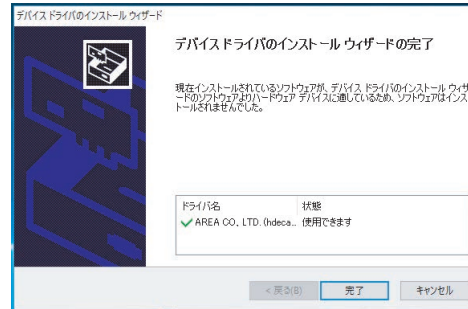 デバイス ドライバのインストール ウィザード
デバイス ドライバのインストール ウィザードの完了
現在インストールされているソフトウェアが、デバイス ドライバのインストール ウィザ
ードのソフトウェアよりハードウェア デバイスに適しているため、ソフトウェアはインス
トールされませんでした。
ドライバ名 状態
AREA CO., LTD. (hdeca... 使用できます
< 戻る(B) 完了 キャンセル